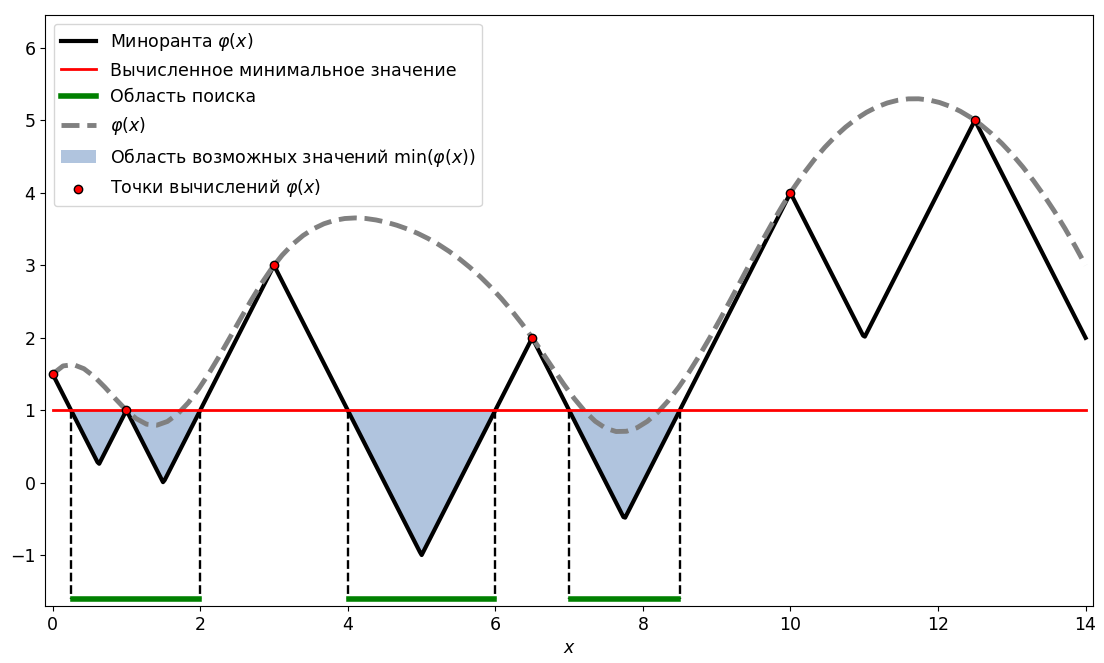 Миноранта φ(x)
Вычисленное минимальное значение
Область поиска
φ(x)
Область возможных значений min(φ(x))
Точки вычислений φ(x)
6
5
4
3
2
1
0
−1
0 2 4 6 8 10 12 14
x